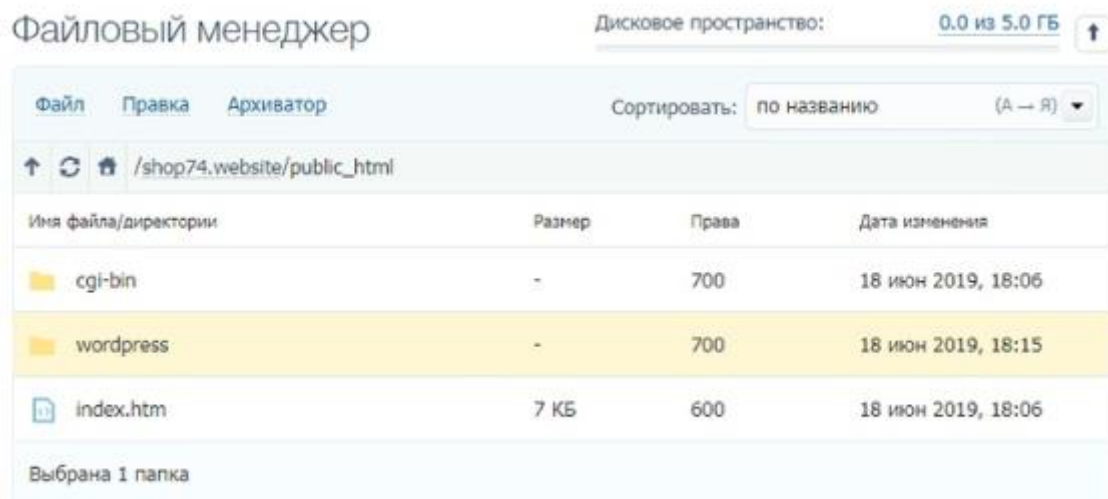 Файловый менеджер
Дисковое пространство: 0.0 из 5.0 ГБ
Файл Правка Архиватор Сортировать: по названию (А → Я)
/shop74.website/public_html
Имя файла/директории Размер Права Дата изменения
cgi-bin - 700 18 июн 2019, 18:06
wordpress - 700 18 июн 2019, 18:15
index.htm 7 КБ 600 18 июн 2019, 18:06
Выбрана 1 папка